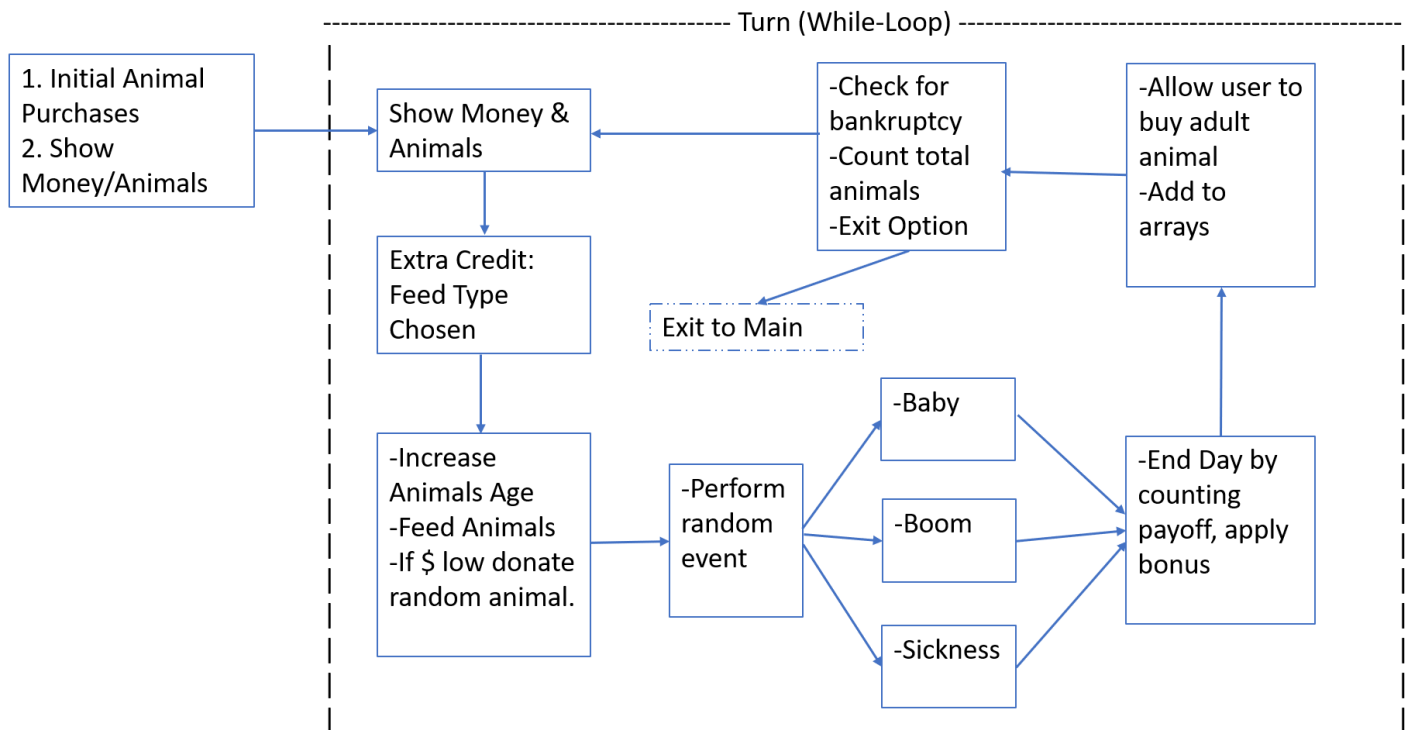 Turn (While-Loop)
1. Initial Animal
Purchases
2. Show
Money/Animals
Show Money &
Animals
-Check for
bankruptcy
-Count total
animals
-Exit Option
-Allow user to
buy adult
animal
-Add to
arrays
Extra Credit:
Feed Type
Chosen
Exit to Main
-Increase
Animals Age
-Feed Animals
-If $ low donate
random animal.
-Perform
random
event
-Baby
-Boom
-Sickness
-End Day by
counting
payoff, apply
bonus